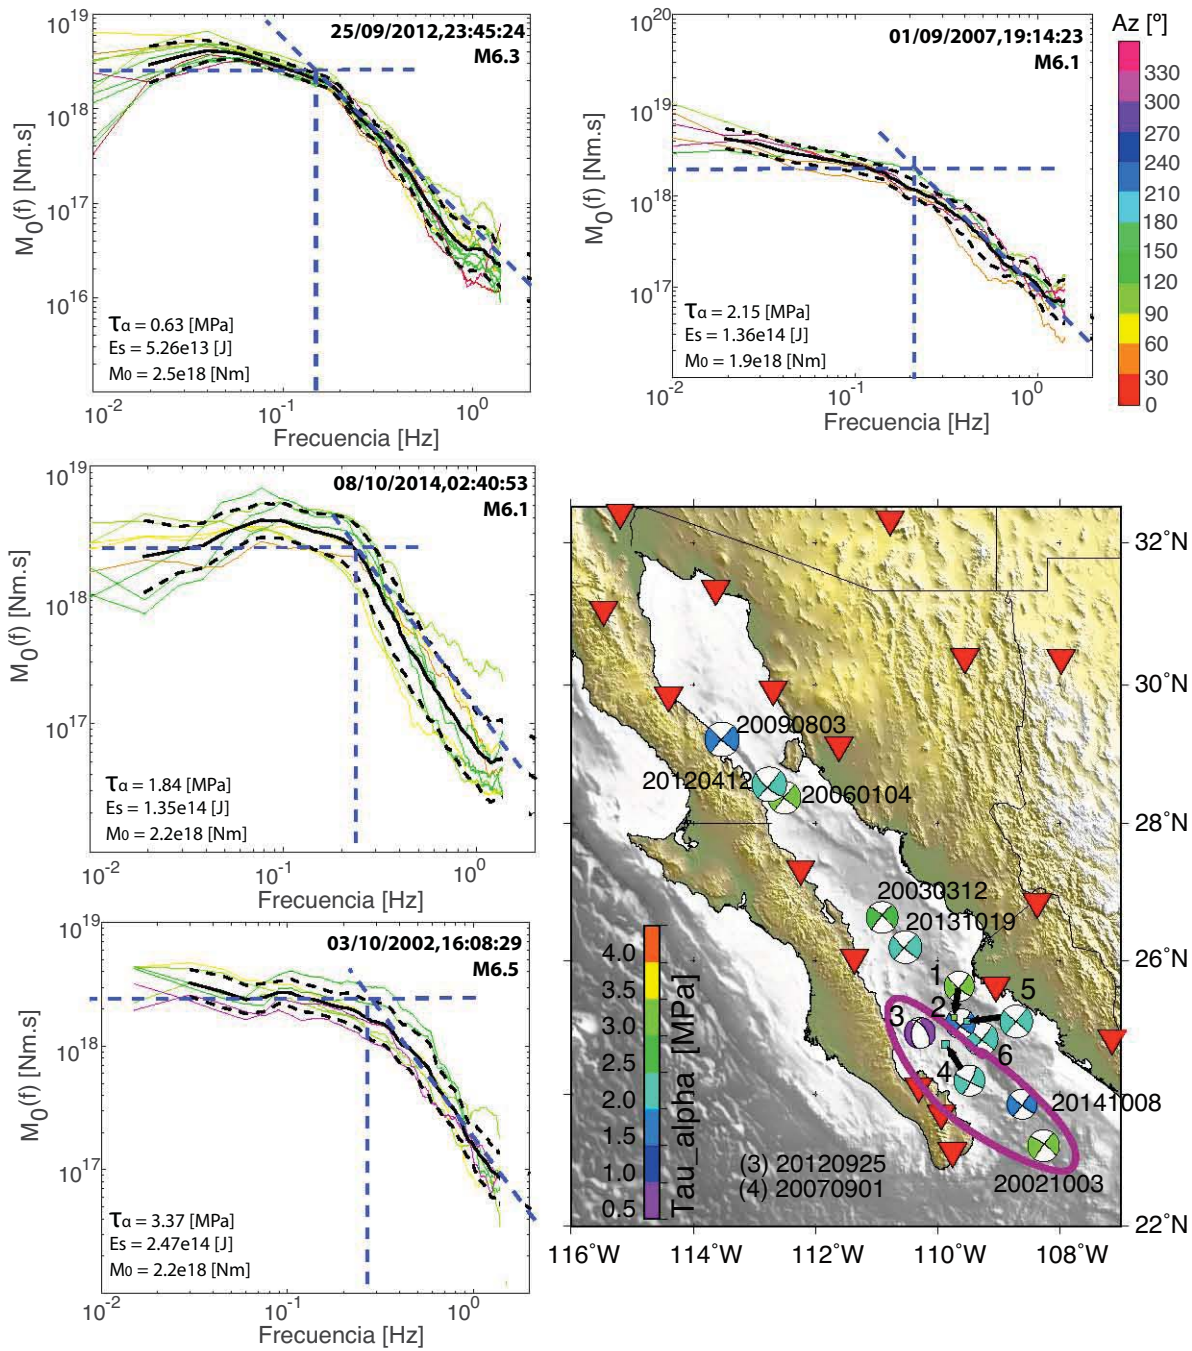 25/09/2012,23:45:24
M6.3
10^19
10^18
10^17
10^16
M_0(f) [Nm.s]
τα = 0.63 [MPa]
Es = 5.26e13 [J]
M₀ = 2.5e18 [Nm]
10^-2
10^-1
10^0
Frecuencia [Hz]
01/09/2007,19:14:23
M6.1
10^20
10^19
10^18
10^17
M_0(f) [Nm.s]
τα = 2.15 [MPa]
Es = 1.36e14 [J]
M₀ = 1.9e18 [Nm]
10^-2
10^-1
10^0
Frecuencia [Hz]
Az [º]
330
300
270
240
210
180
150
120
90
60
30
0
08/10/2014,02:40:53
M6.1
10^19
10^18
10^17
M_0(f) [Nm.s]
τα = 1.84 [MPa]
Es = 1.35e14 [J]
M₀ = 2.2e18 [Nm]
10^-2
10^-1
10^0
Frecuencia [Hz]
03/10/2002,16:08:29
M6.5
10^19
10^18
10^17
M_0(f) [Nm.s]
τα = 3.37 [MPa]
Es = 2.47e14 [J]
M₀ = 2.2e18 [Nm]
10^-2
10^-1
10^0
Frecuencia [Hz]
32°N
30°N
28°N
26°N
22°N
20090803
20120412
20060104
20030312
20131019
1
5
2
3
6
4
20141008
20021003
(3) 20120925
(4) 20070901
4.0
3.5
3.0
2.5
2.0
1.5
1.0
0.5
Tau_alpha [MPa]
116°W
114°W
112°W
110°W
108°W